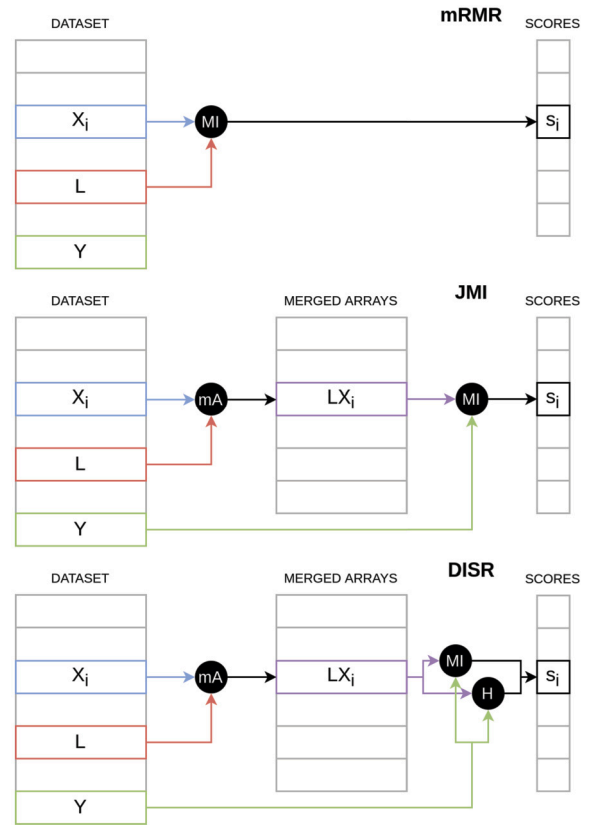 mRMR
DATASET
SCORES
Xi
MI
si
L
Y
JMI
DATASET
MERGED ARRAYS
SCORES
Xi
mA
LXi
MI
si
L
Y
DISR
DATASET
MERGED ARRAYS
SCORES
Xi
mA
LXi
MI
H
si
L
Y